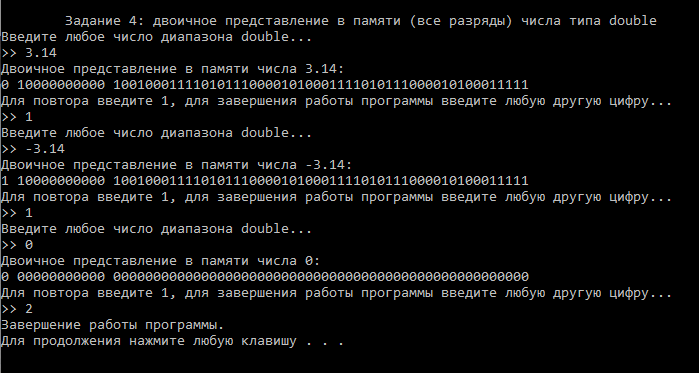 Задание 4: двоичное представление в памяти (все разряды) числа типа double
Введите любое число диапазона double...
>> 3.14
Двоичное представление в памяти числа 3.14:
0 10000000000 1001000111101011100001010001111010111000010100011111
Для повтора введите 1, для завершения работы программы введите любую другую цифру...
>> 1
Введите любое число диапазона double...
>> -3.14
Двоичное представление в памяти числа -3.14:
1 10000000000 1001000111101011100001010001111010111000010100011111
Для повтора введите 1, для завершения работы программы введите любую другую цифру...
>> 1
Введите любое число диапазона double...
>> 0
Двоичное представление в памяти числа 0:
0 00000000000 0000000000000000000000000000000000000000000000000000
Для повтора введите 1, для завершения работы программы введите любую другую цифру...
>> 2
Завершение работы программы.
Для продолжения нажмите любую клавишу . . .